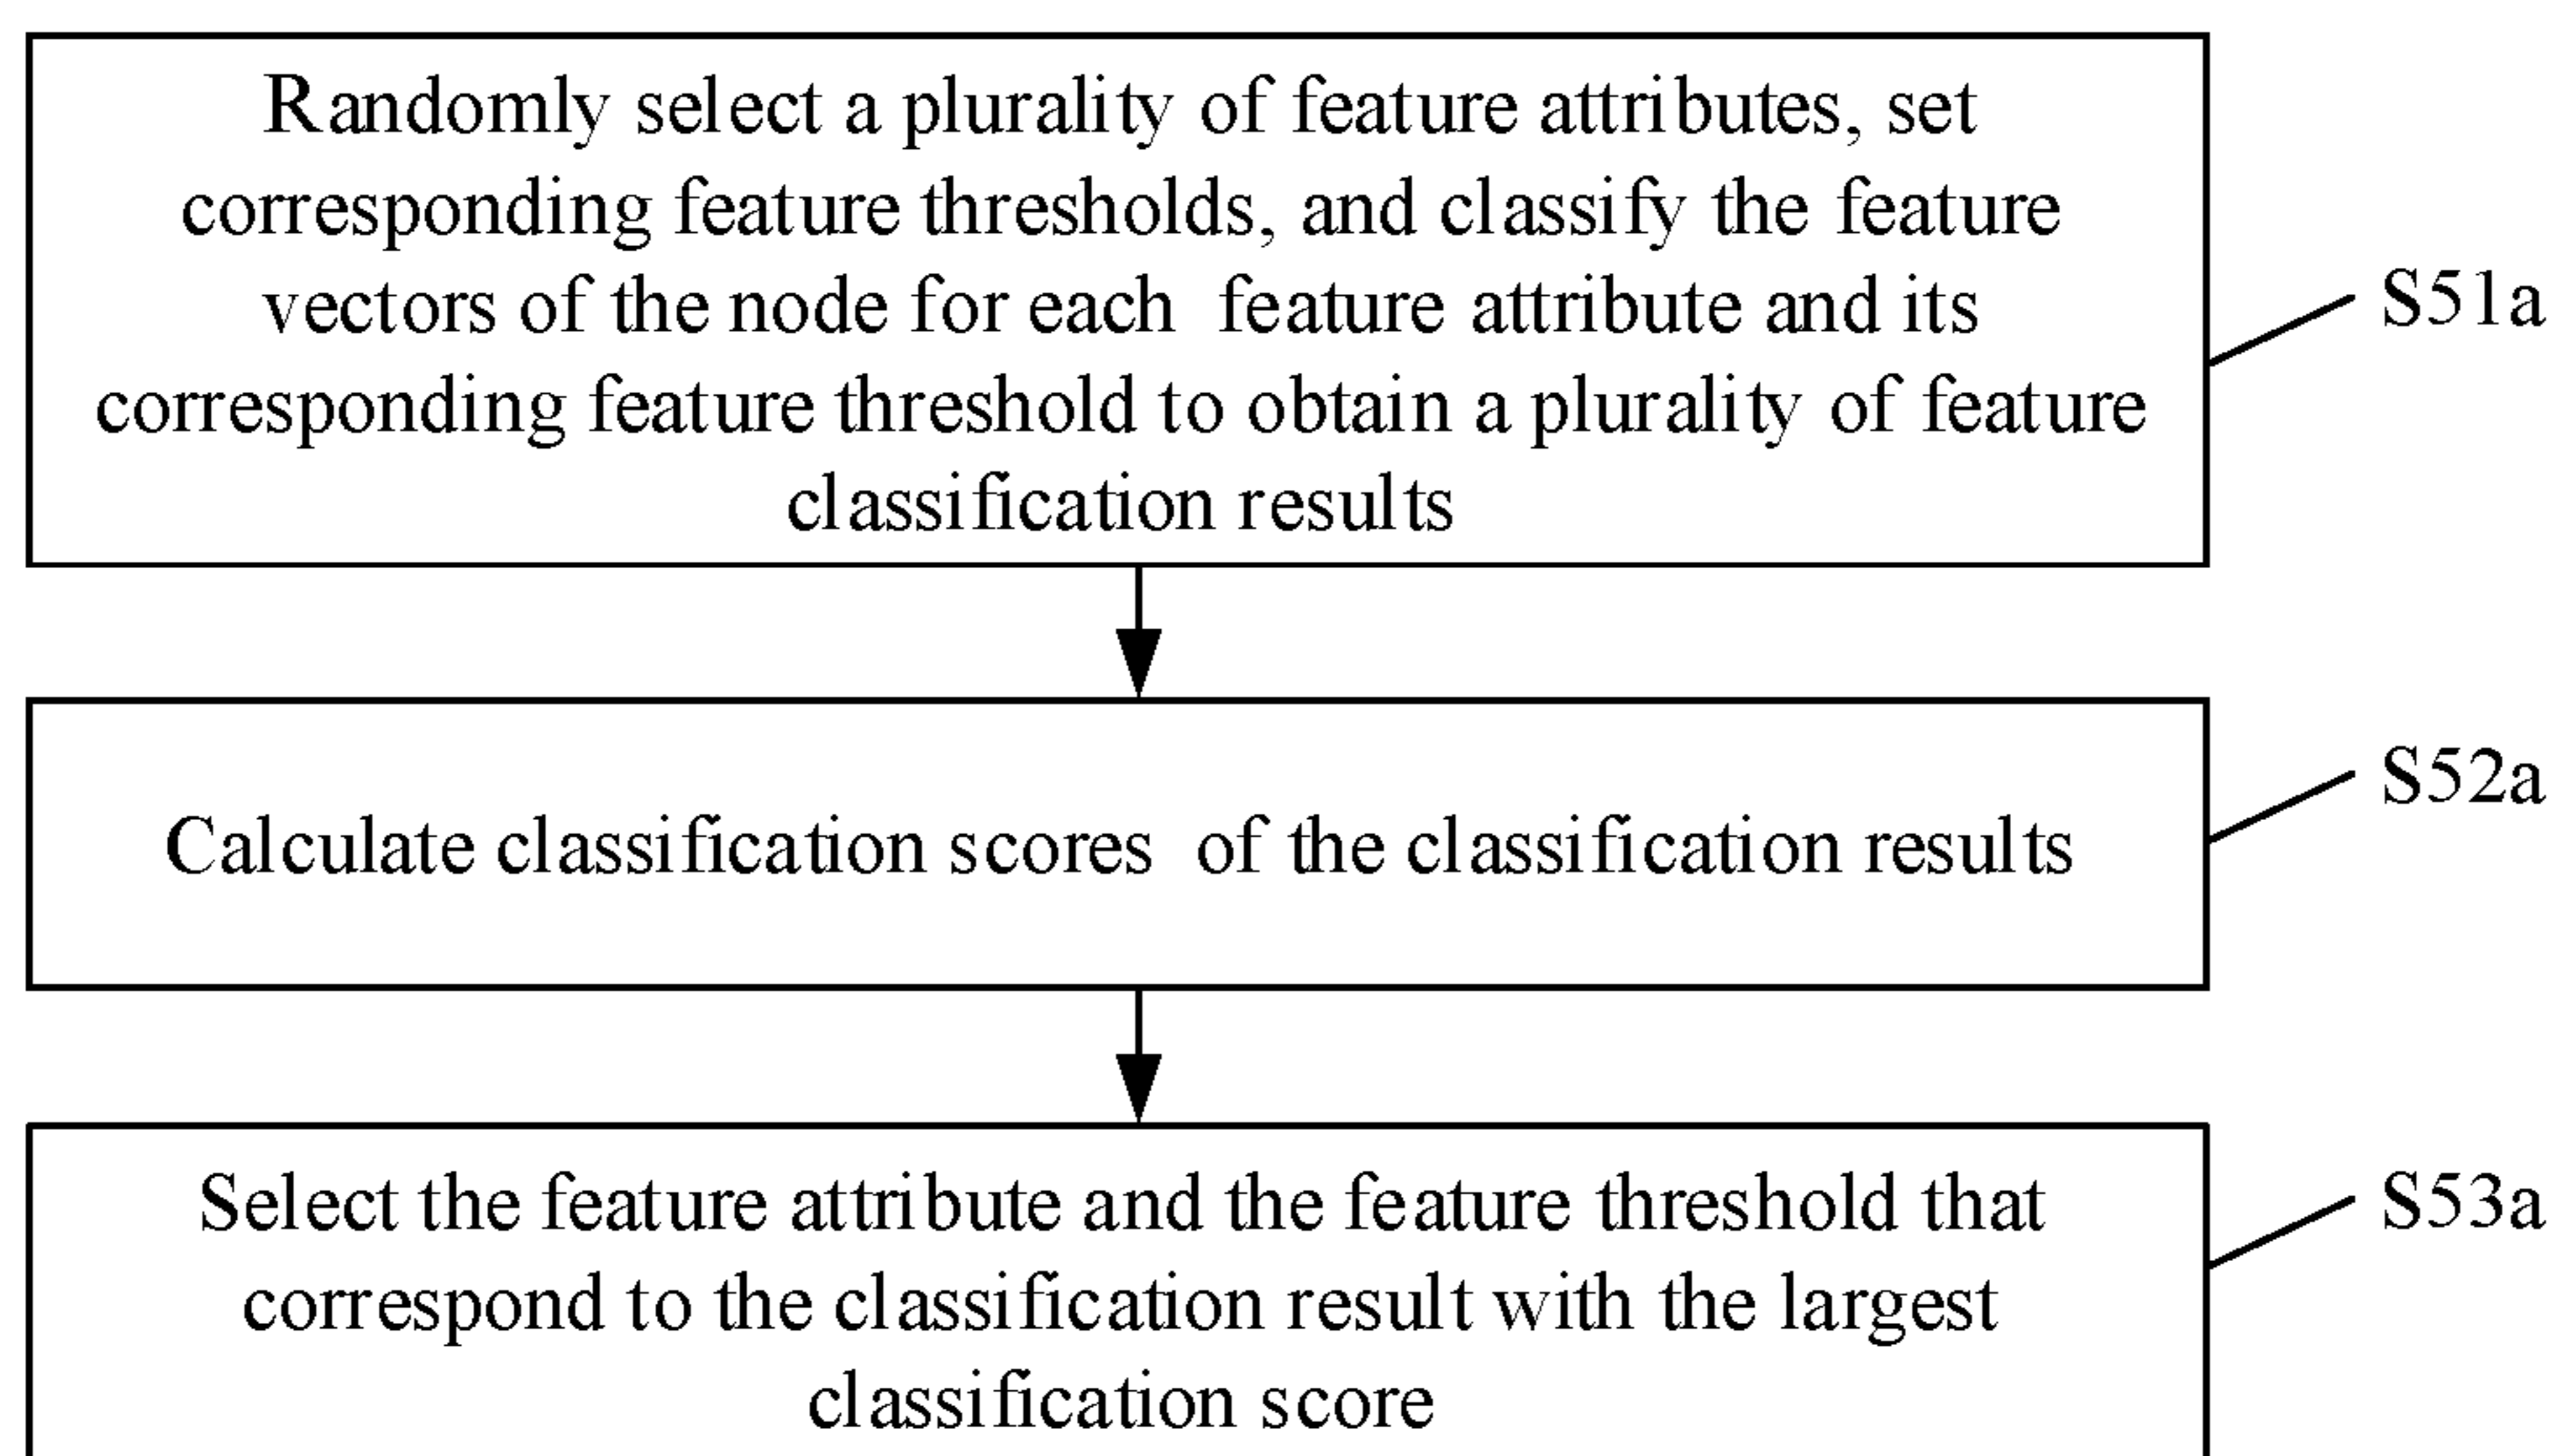 Randomly select a plurality of feature attributes, set
corresponding feature thresholds, and classify the feature
vectors of the node for each feature attribute and its
corresponding feature threshold to obtain a plurality of feature
classification results
S51a
Calculate classification scores of the classification results
S52a
Select the feature attribute and the feature threshold that
correspond to the classification result with the largest
classification score
S53a